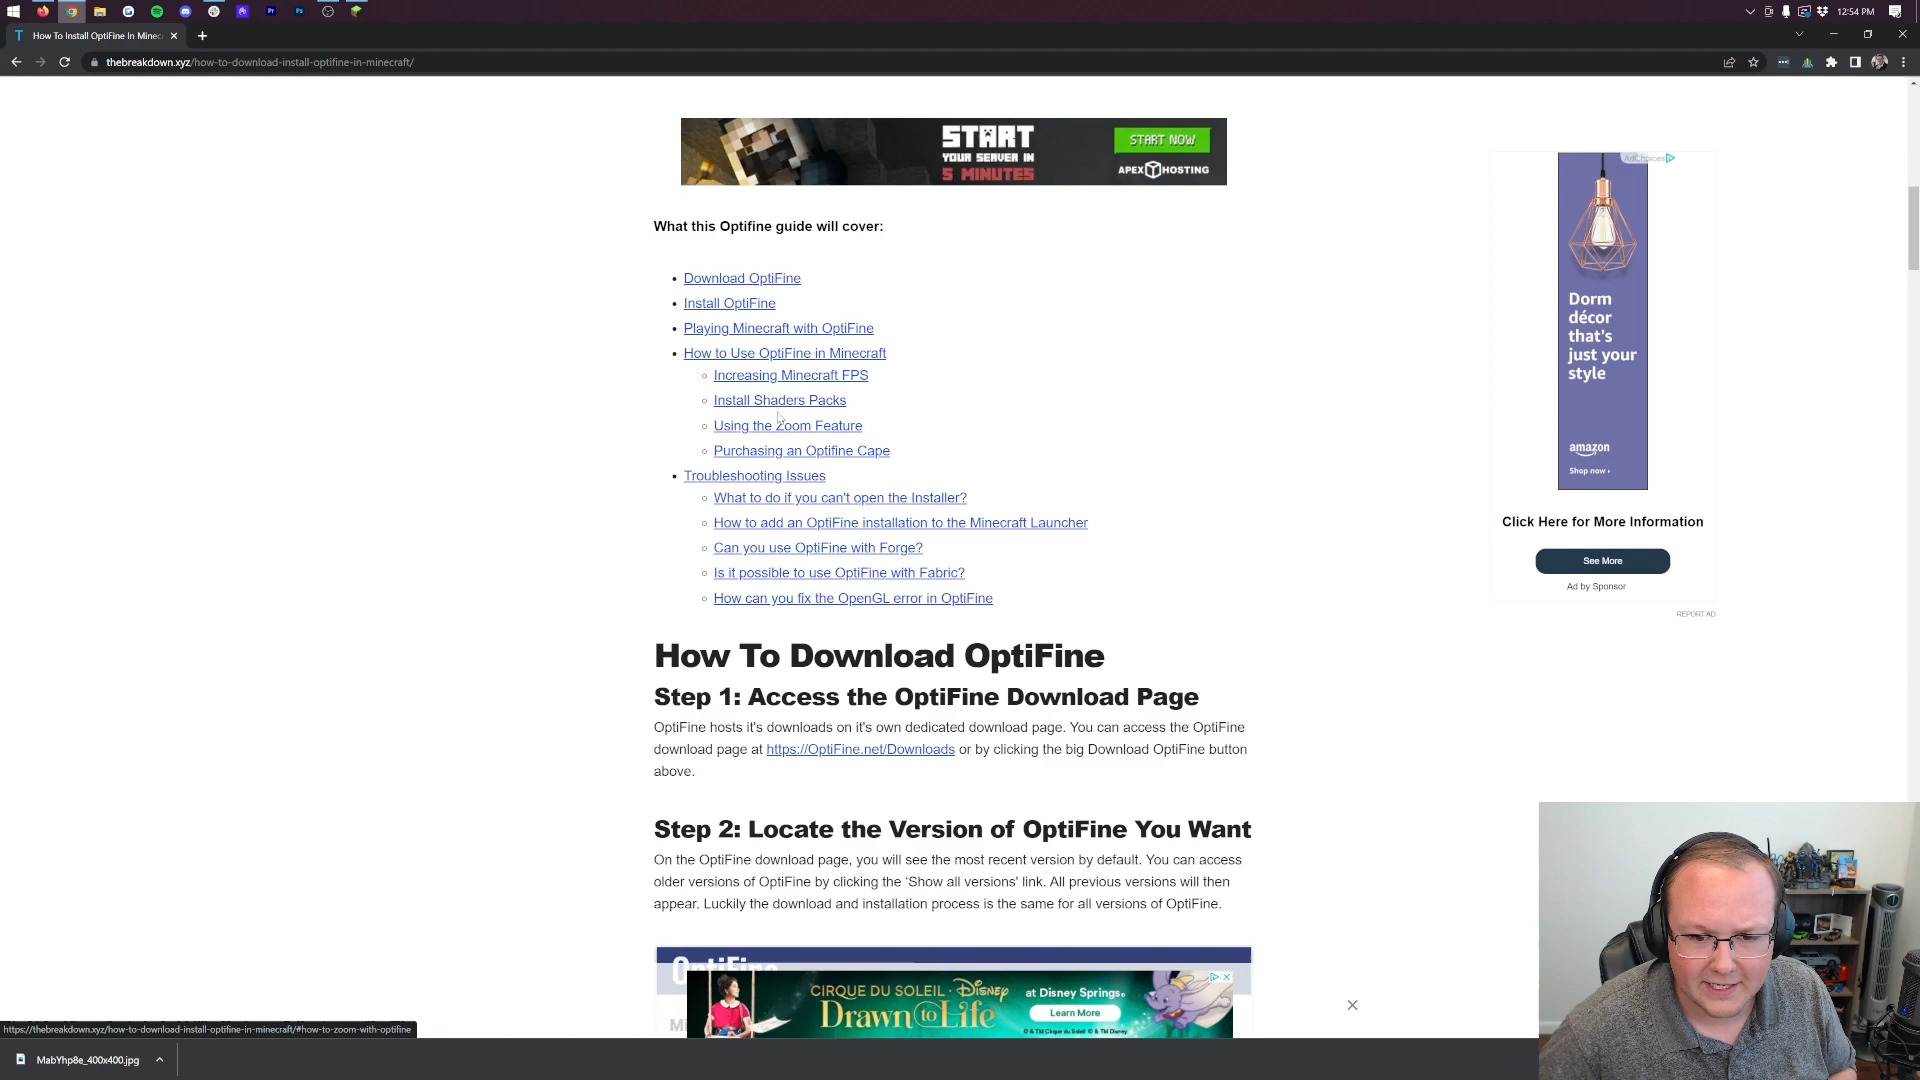 12:54 PM
How To Install OptiFine In Minec
thebreakdown.xyz/how-to-download-install-optifine-in-minecraft/
START
YOUR SERVER IN
5 MINUTES
START NOW
APEX HOSTING
What this Optifine guide will cover:
Download OptiFine
Install OptiFine
Playing Minecraft with OptiFine
How to Use OptiFine in Minecraft
Increasing Minecraft FPS
Install Shaders Packs
Using the Zoom Feature
Purchasing an Optifine Cape
Troubleshooting Issues
What to do if you can't open the Installer?
How to add an OptiFine installation to the Minecraft Launcher
Can you use OptiFine with Forge?
Is it possible to use OptiFine with Fabric?
How can you fix the OpenGL error in OptiFine
AdChoices
Dorm
décor
that's
just your
style
amazon
Shop now
Click Here for More Information
See More
Ad by Sponsor
REPORT AD
How To Download OptiFine
Step 1: Access the OptiFine Download Page
OptiFine hosts it's downloads on it's own dedicated download page. You can access the OptiFine
download page at https://OptiFine.net/Downloads or by clicking the big Download OptiFine button
above.
Step 2: Locate the Version of OptiFine You Want
On the OptiFine download page, you will see the most recent version by default. You can access
older versions of OptiFine by clicking the ‘Show all versions' link. All previous versions will then
appear. Luckily the download and installation process is the same for all versions of OptiFine.
OptiFine
CIRQUE DU SOLEIL · Disney
Drawn to Life
at Disney Springs®
Learn More
© & TM Cirque du Soleil © & TM Disney
Mi
https://thebreakdown.xyz/how-to-download-install-optifine-in-minecraft/#how-to-zoom-with-optifine
MabYhp8e_400x400.jpg